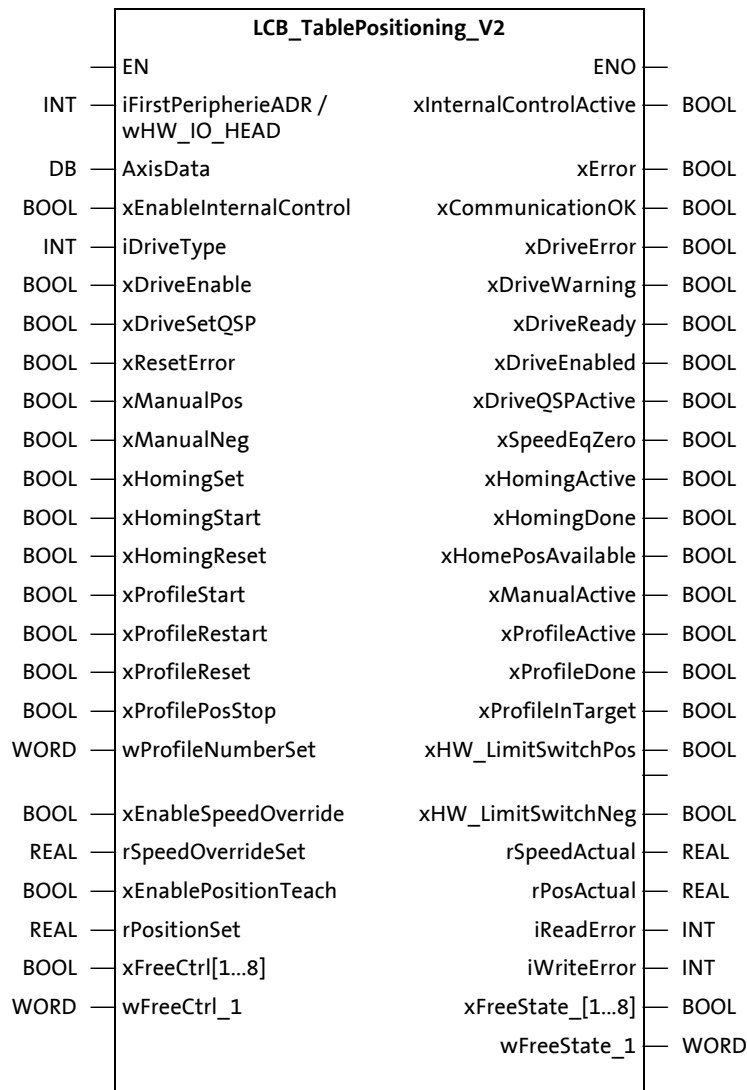 LCB_TablePositioning_V2
EN ENO
INT iFirstPeripherieADR / xInternalControlActive BOOL
wHW_IO_HEAD
DB AxisData xError BOOL
BOOL xEnableInternalControl xCommunicationOK BOOL
INT iDriveType xDriveError BOOL
BOOL xDriveEnable xDriveWarning BOOL
BOOL xDriveSetQSP xDriveReady BOOL
BOOL xResetError xDriveEnabled BOOL
BOOL xManualPos xDriveQSPActive BOOL
BOOL xManualNeg xSpeedEqZero BOOL
BOOL xHomingSet xHomingActive BOOL
BOOL xHomingStart xHomingDone BOOL
BOOL xHomingReset xHomePosAvailable BOOL
BOOL xProfileStart xManualActive BOOL
BOOL xProfileRestart xProfileActive BOOL
BOOL xProfileReset xProfileDone BOOL
BOOL xProfilePosStop xProfileInTarget BOOL
WORD wProfileNumberSet xHW_LimitSwitchPos BOOL
BOOL xEnableSpeedOverride xHW_LimitSwitchNeg BOOL
REAL rSpeedOverrideSet rSpeedActual REAL
BOOL xEnablePositionTeach rPosActual REAL
REAL rPositionSet iReadError INT
BOOL xFreeCtrl[1...8] iWriteError INT
WORD wFreeCtrl_1 xFreeState_[1...8] BOOL
wFreeState_1 WORD